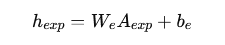 h_{exp} = W_e A_{exp} + b_e